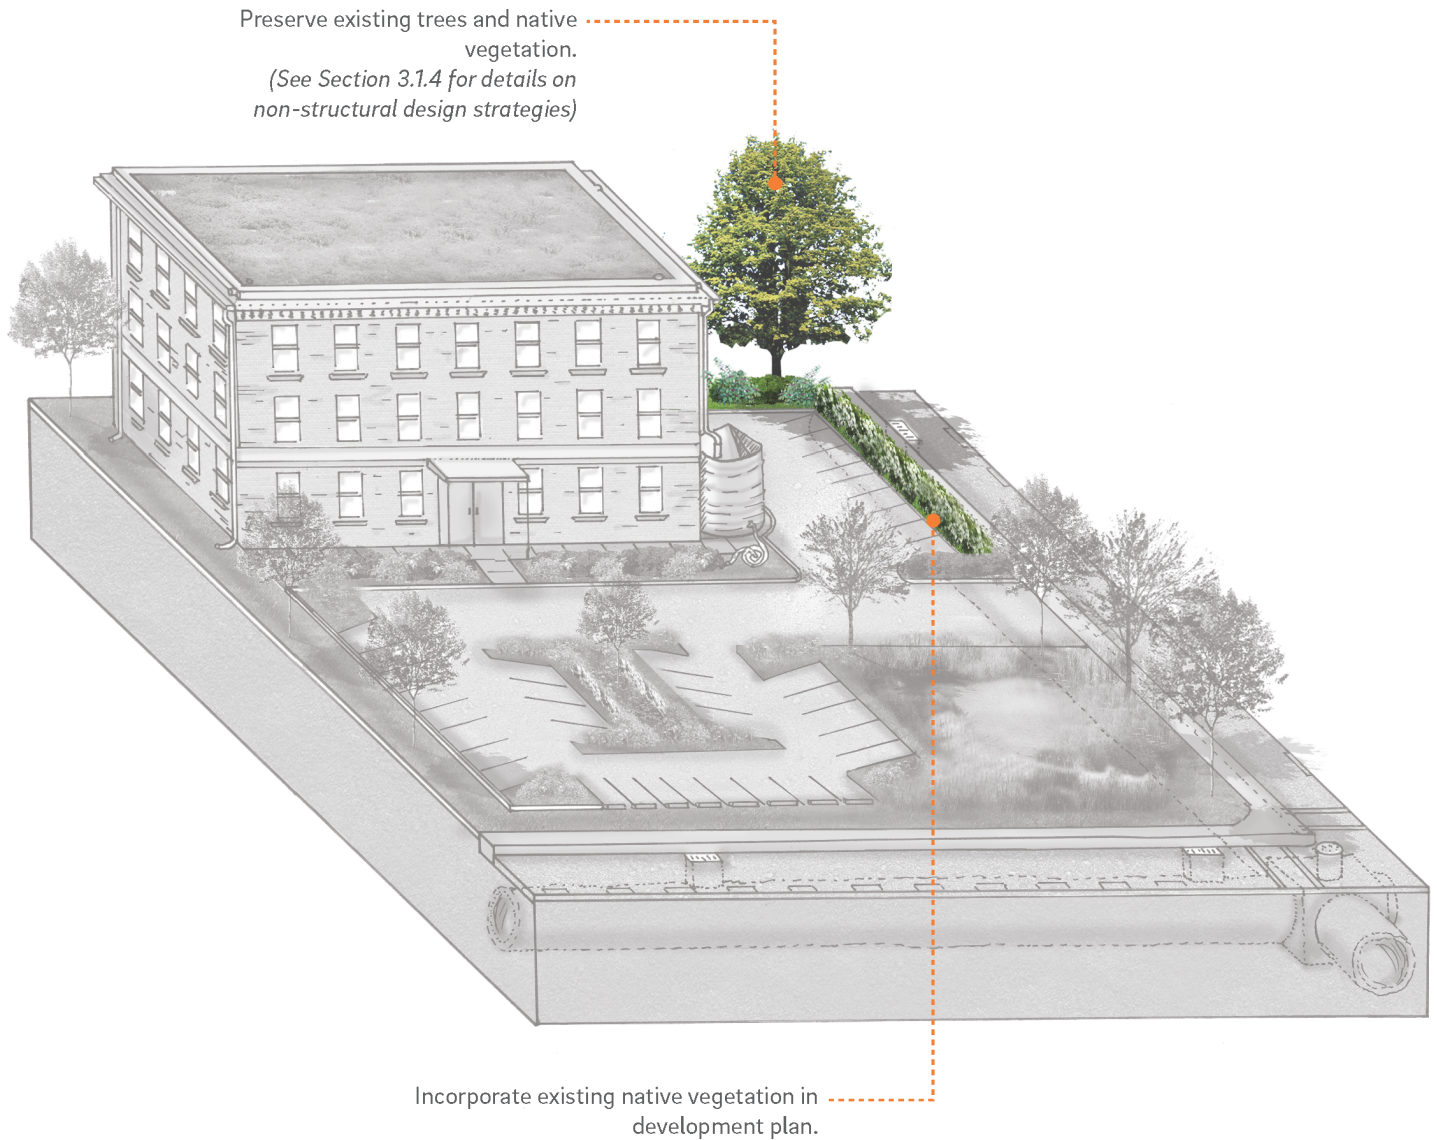 Preserve existing trees and native
vegetation.
(See Section 3.1.4 for details on
non-structural design strategies)
Incorporate existing native vegetation in
development plan.